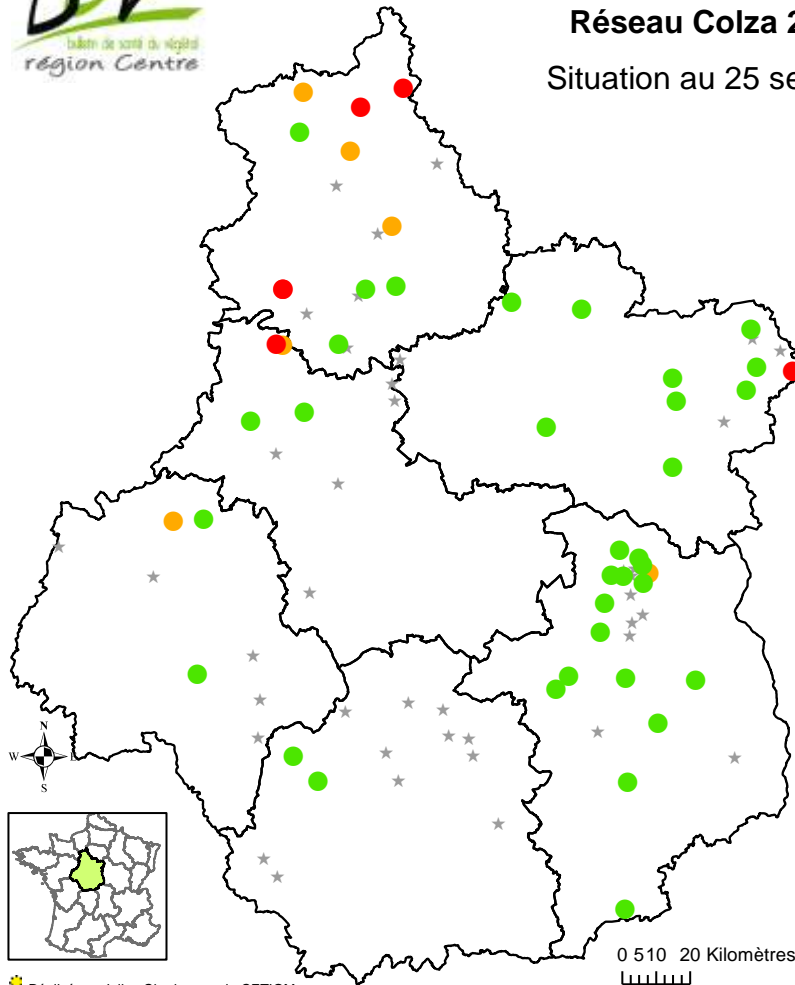 Réseau Colza 2
bulletin de santé du végétal
région Centre
Situation au 25 se
N
W
S
0 510 20 Kilomètres